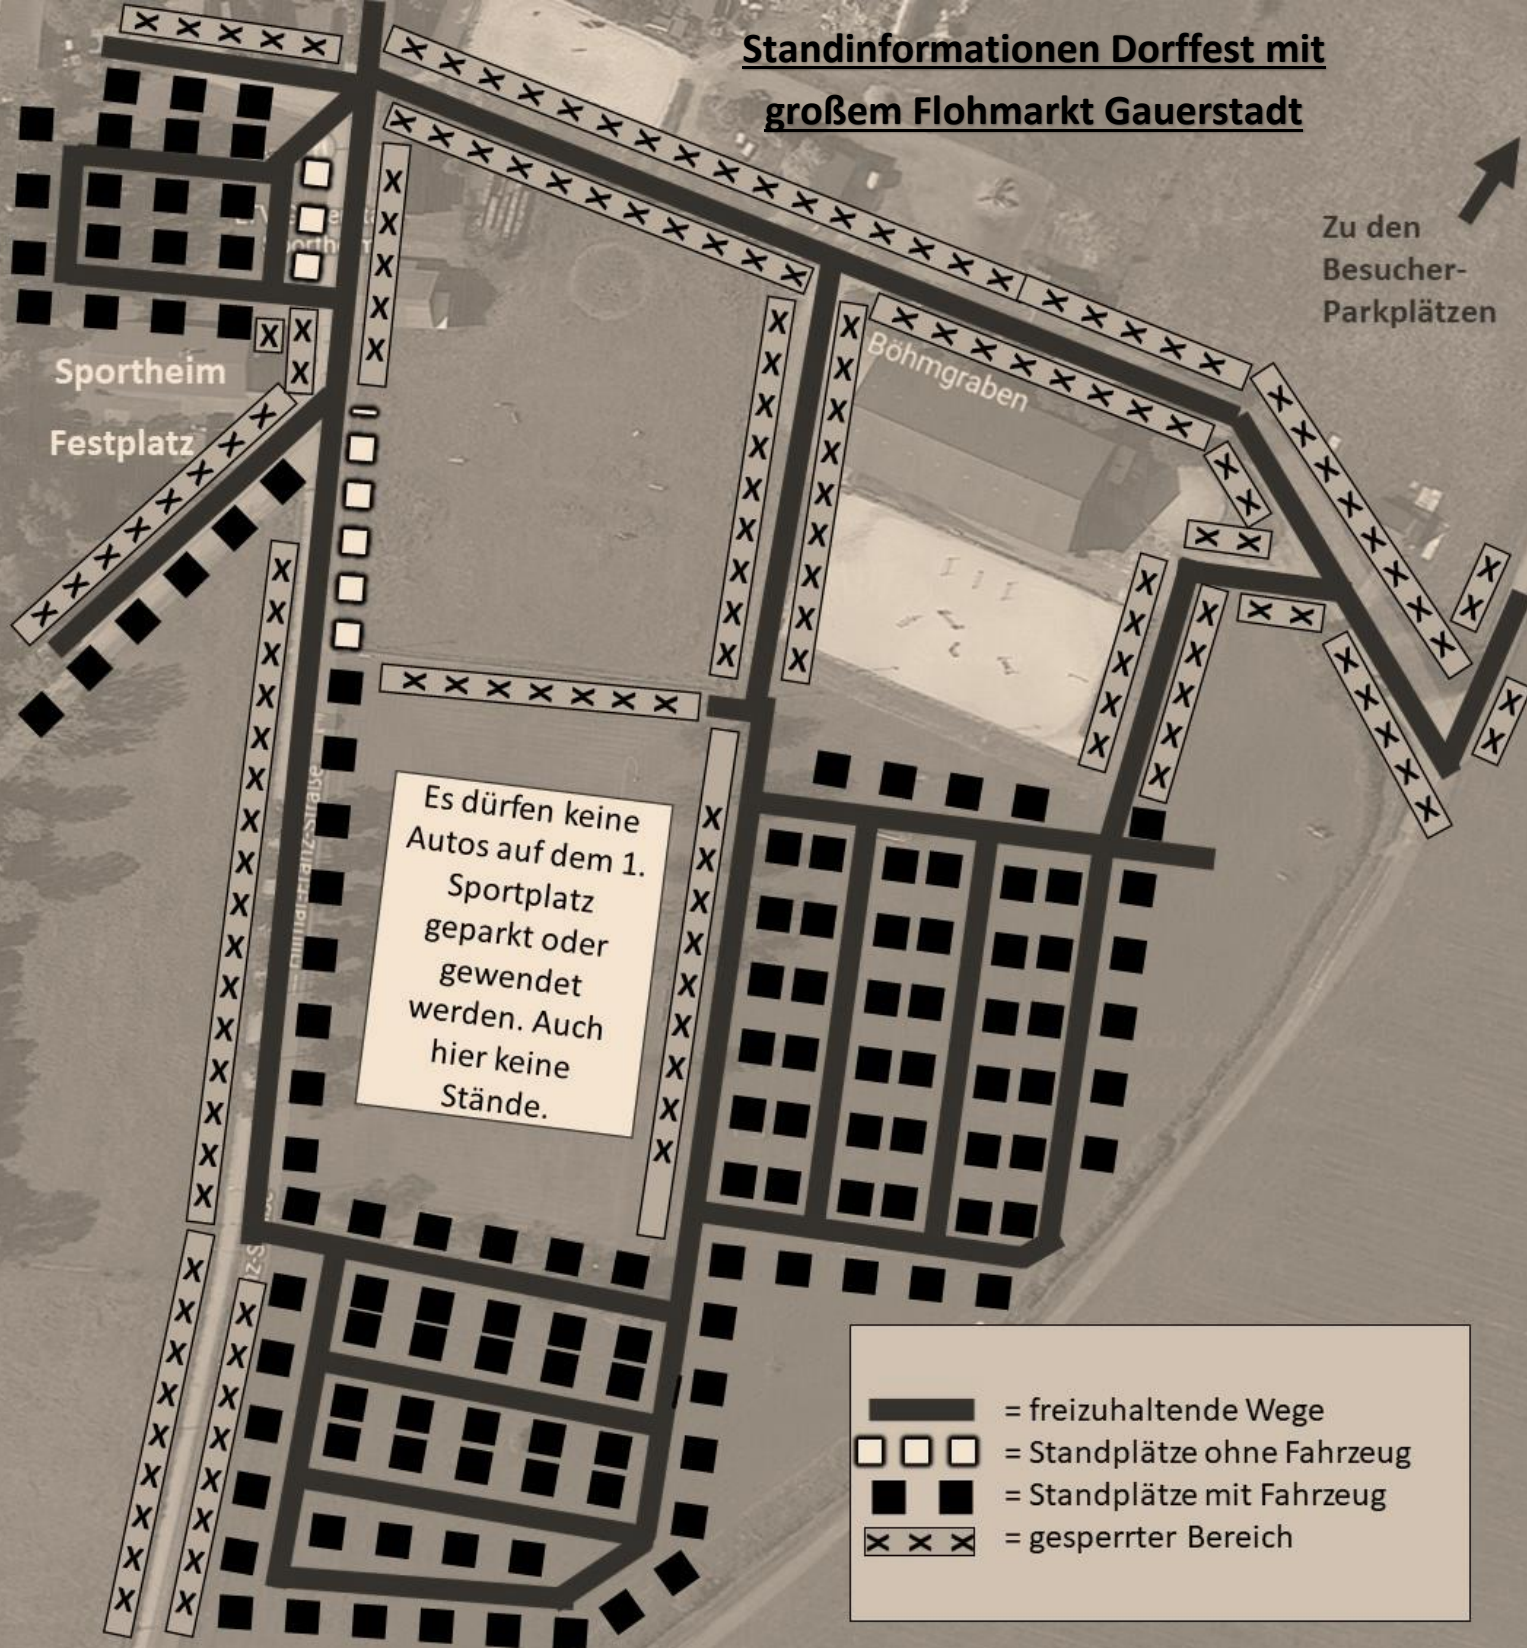 Standinformationen Dorffest mit
großem Flohmarkt Gauerstadt
Zu den
Besucher-
Parkplätzen
Böhmgraben
Sportheim
Festplatz
Es dürfen keine
Autos auf dem 1.
Sportplatz
geparkt oder
gewendet
werden. Auch
hier keine
Stände.
= freizuhaltende Wege
= Standplätze ohne Fahrzeug
= Standplätze mit Fahrzeug
= gesperrter Bereich